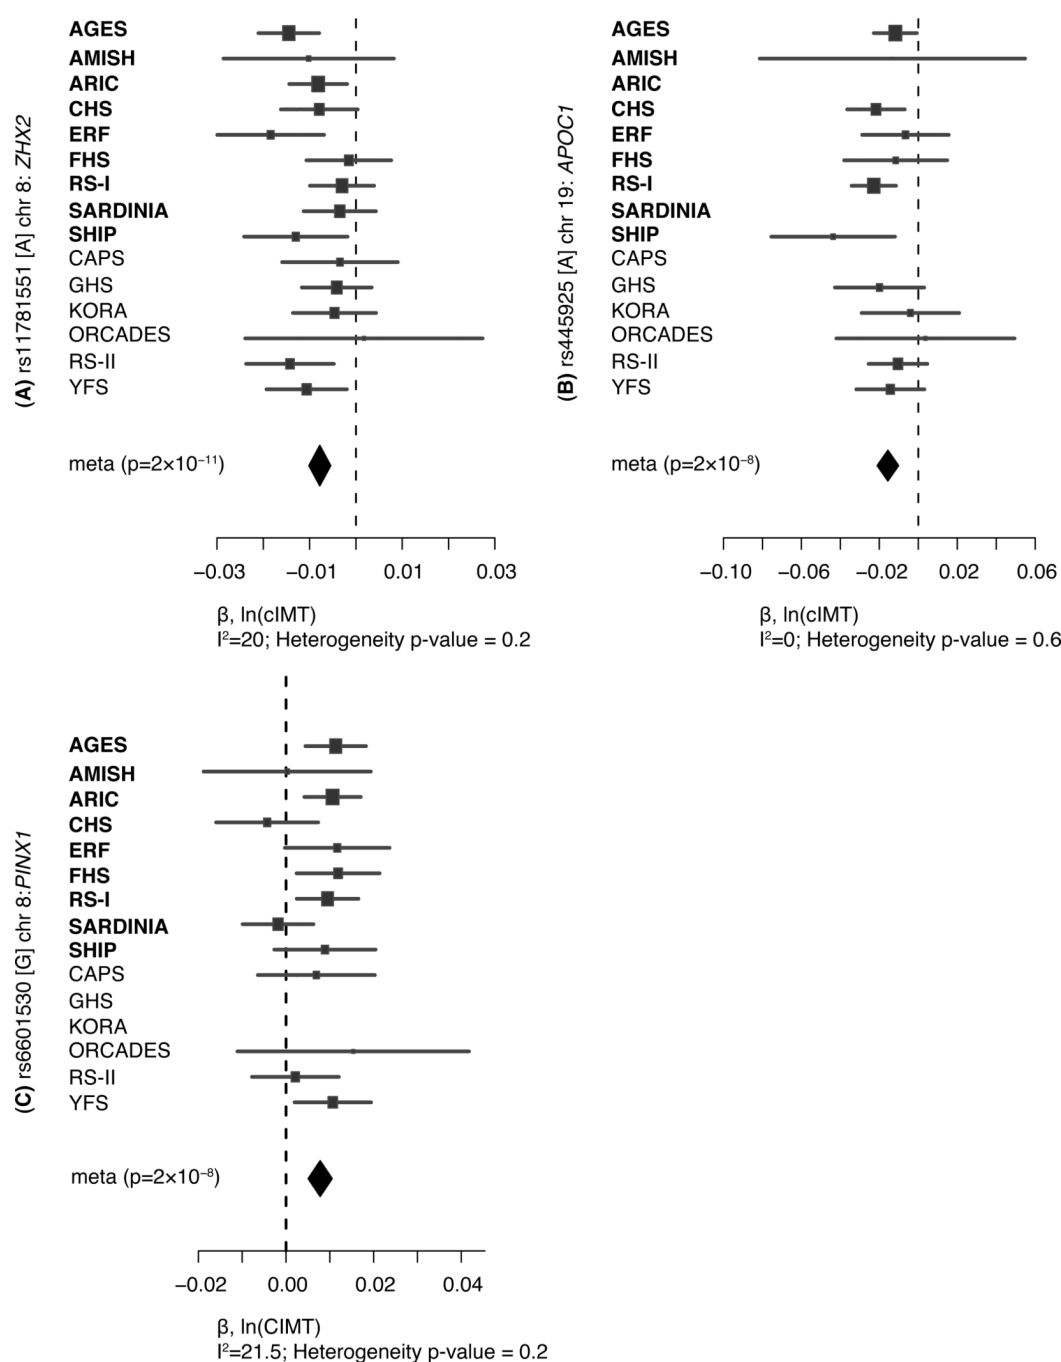 (A) rs11781551 [A] chr 8: ZHX2
AGES
AMISH
ARIC
CHS
ERF
FHS
RS-I
SARDINIA
SHIP
CAPS
GHS
KORA
ORCADES
RS-II
YFS
meta (p=2×10⁻¹¹)
−0.03 −0.01 0.01 0.03
β, ln(cIMT)
I²=20; Heterogeneity p-value = 0.2
(B) rs445925 [A] chr 19: APOC1
AGES
AMISH
ARIC
CHS
ERF
FHS
RS-I
SARDINIA
SHIP
CAPS
GHS
KORA
ORCADES
RS-II
YFS
meta (p=2×10⁻⁸)
−0.10 −0.06 −0.02 0.02 0.06
β, ln(cIMT)
I²=0; Heterogeneity p-value = 0.6
(C) rs6601530 [G] chr 8:PINX1
AGES
AMISH
ARIC
CHS
ERF
FHS
RS-I
SARDINIA
SHIP
CAPS
GHS
KORA
ORCADES
RS-II
YFS
meta (p=2×10⁻⁸)
−0.02 0.00 0.02 0.04
β, ln(CIMT)
I²=21.5; Heterogeneity p-value = 0.2